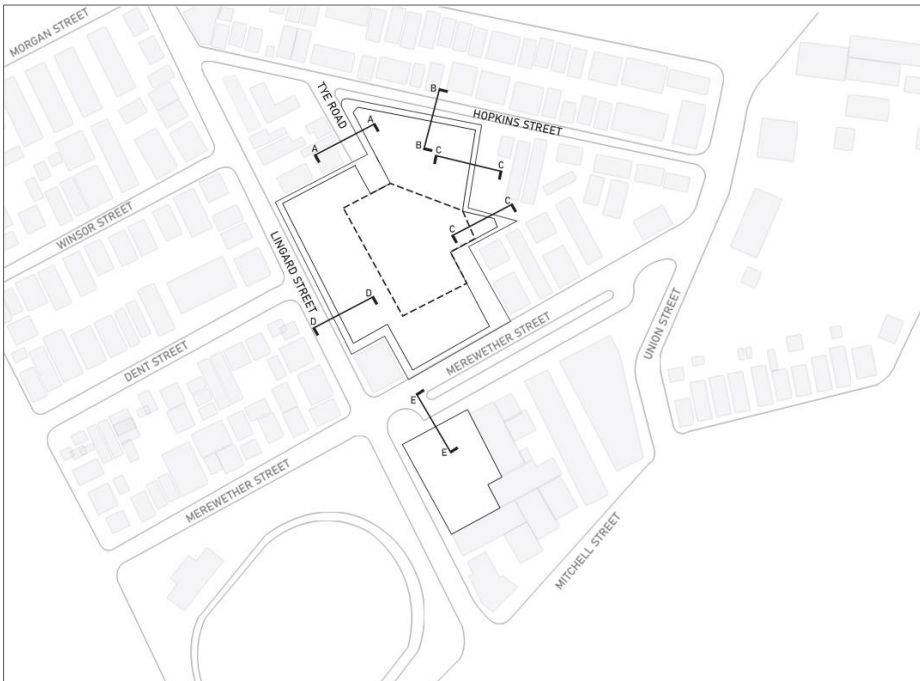 MORGAN STREET
TYE ROAD
B
HOPKINS STREET
A
A
B
C
C
WINSOR STREET
C
C
LINGARD STREET
D
D
DENT STREET
MEREWETHER STREET
UNION STREET
E
E
MEREWETHER STREET
MITCHELL STREET